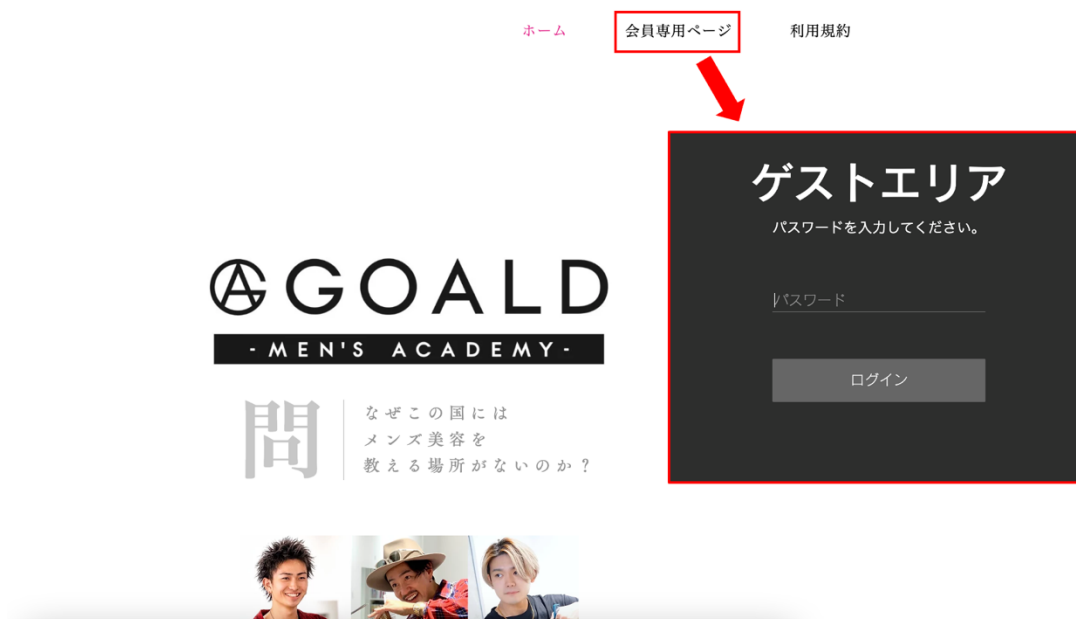 ホーム
会員専用ページ
利用規約
ゲストエリア
パスワードを入力してください。
パスワード
ログイン
GOALD
- MEN'S ACADEMY -
問
なぜこの国には
メンズ美容を
教える場所がないのか？